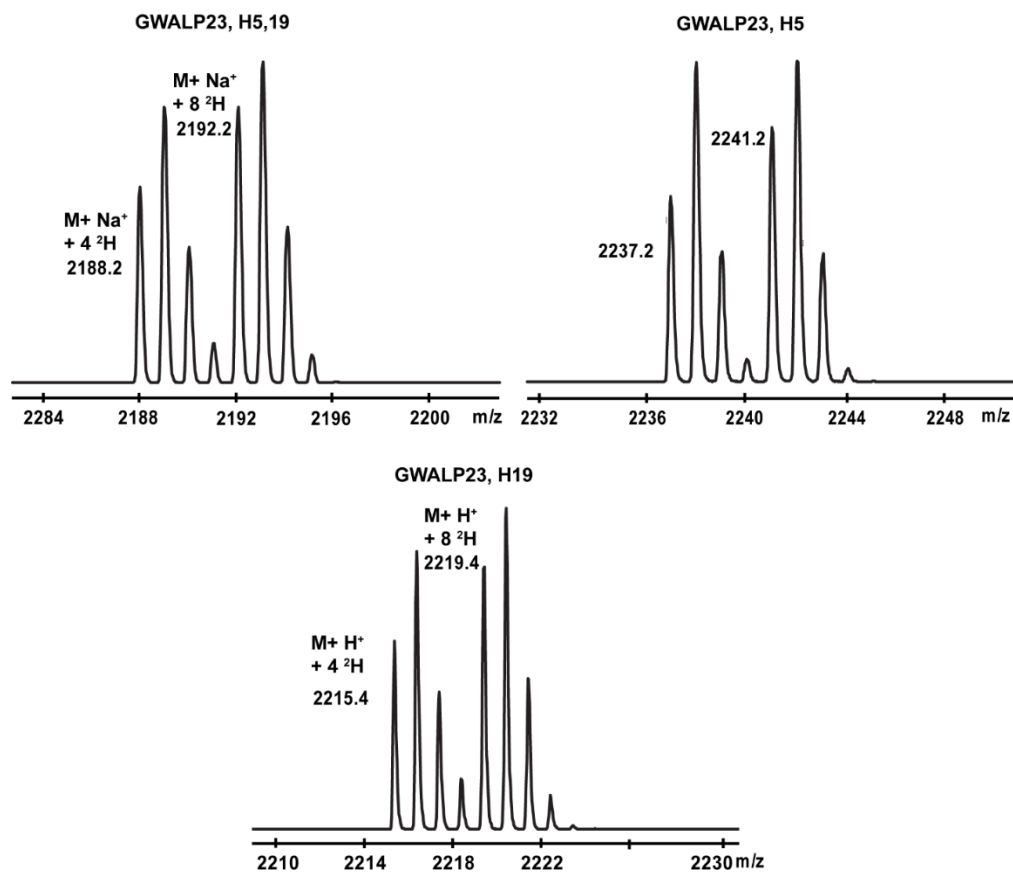 GWALP23, H5,19
M+ Na⁺
+ 8 ²H
2192.2
M+ Na⁺
+ 4 ²H
2188.2
2284 2188 2192 2196 2200 m/z
GWALP23, H5
2241.2
2237.2
2232 2236 2240 2244 2248 m/z
GWALP23, H19
M+ H⁺
+ 8 ²H
2219.4
M+ H⁺
+ 4 ²H
2215.4
2210 2214 2218 2222 2230 m/z